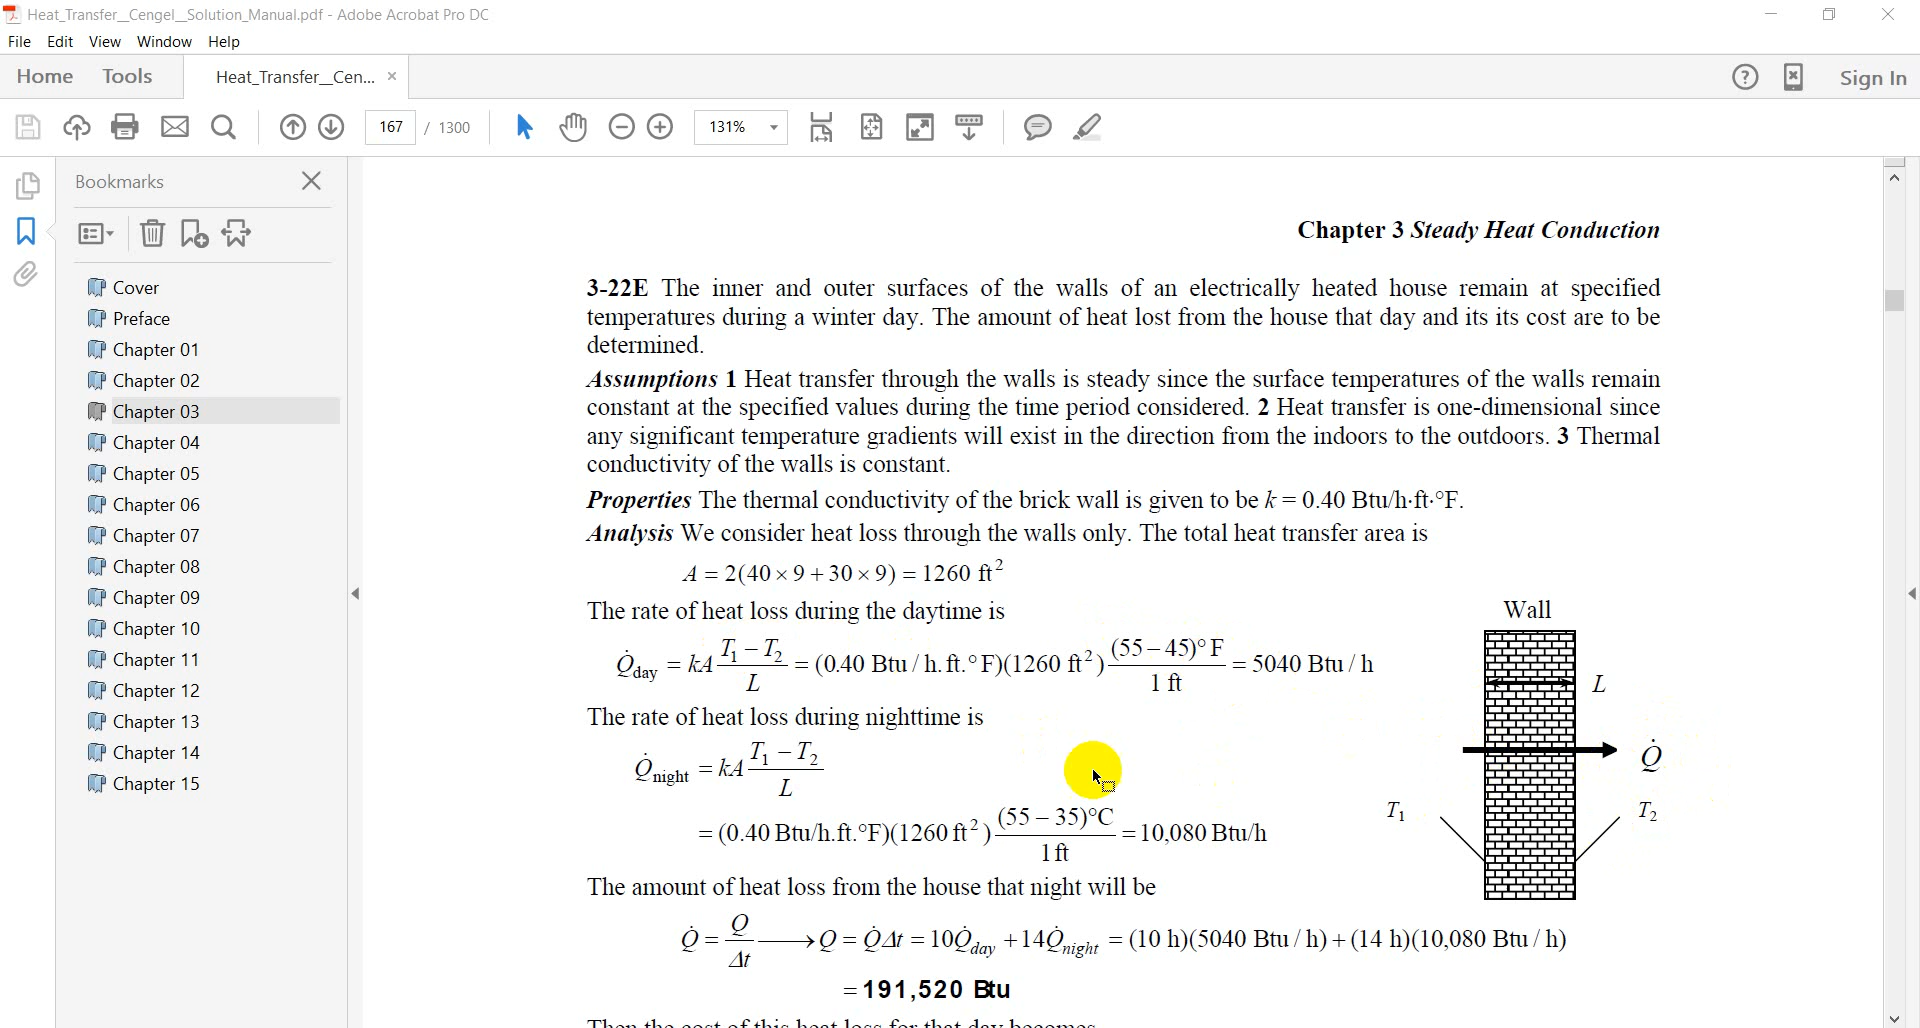 Heat_Transfer__Cengel__Solution_Manual.pdf - Adobe Acrobat Pro DC
File Edit View Window Help
Home Tools Heat_Transfer__Cen... × Sign In
167 / 1300 131%
Bookmarks
Cover
Preface
Chapter 01
Chapter 02
Chapter 03
Chapter 04
Chapter 05
Chapter 06
Chapter 07
Chapter 08
Chapter 09
Chapter 10
Chapter 11
Chapter 12
Chapter 13
Chapter 14
Chapter 15
Chapter 3 Steady Heat Conduction
3-22E The inner and outer surfaces of the walls of an electrically heated house remain at specified
temperatures during a winter day. The amount of heat lost from the house that day and its its cost are to be
determined.
Assumptions 1 Heat transfer through the walls is steady since the surface temperatures of the walls remain
constant at the specified values during the time period considered. 2 Heat transfer is one-dimensional since
any significant temperature gradients will exist in the direction from the indoors to the outdoors. 3 Thermal
conductivity of the walls is constant.
Properties The thermal conductivity of the brick wall is given to be k = 0.40 Btu/h·ft·°F.
Analysis We consider heat loss through the walls only. The total heat transfer area is
A = 2(40 × 9 + 30 × 9) = 1260 ft²
The rate of heat loss during the daytime is
Q̇day = kA (T₁ − T₂)/L = (0.40 Btu / h.ft.° F)(1260 ft²) (55 − 45)° F / 1 ft = 5040 Btu / h
The rate of heat loss during nighttime is
Q̇night = kA (T₁ − T₂)/L
= (0.40 Btu/h.ft.°F)(1260 ft²) (55 − 35)°C / 1 ft = 10,080 Btu/h
The amount of heat loss from the house that night will be
Q̇ = Q/Δt ⟶ Q = Q̇Δt = 10Q̇day + 14Q̇night = (10 h)(5040 Btu / h) + (14 h)(10,080 Btu / h)
= 191,520 Btu
Then the cost of this heat loss for that day becomes
Wall
L
Q̇
T₁
T₂